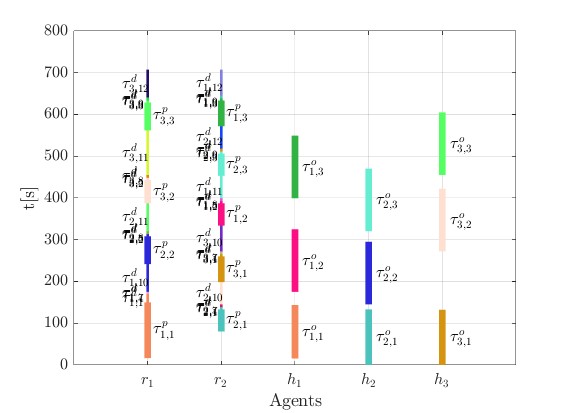 800
700
τ^d_{3,12} τ^d_{1,12}
600
τ^p_{3,3} τ^p_{1,3}
500
τ^d_{2,12}
τ^o_{3,3}
τ^d_{3,11} τ^p_{2,3} τ^o_{1,3}
400
τ^p_{3,2} τ^d_{1,11} τ^o_{2,3}
τ^d_{2,11} τ^p_{1,2} τ^o_{3,2}
300
τ^d_{3,10}
τ^p_{2,2} τ^p_{3,1} τ^o_{1,2} τ^o_{2,2}
200
τ^d_{1,10} τ^d_{2,10}
100
τ^p_{1,1} τ^p_{2,1} τ^o_{1,1} τ^o_{2,1} τ^o_{3,1}
0
t[s]
r_1 r_2 h_1 h_2 h_3
Agents